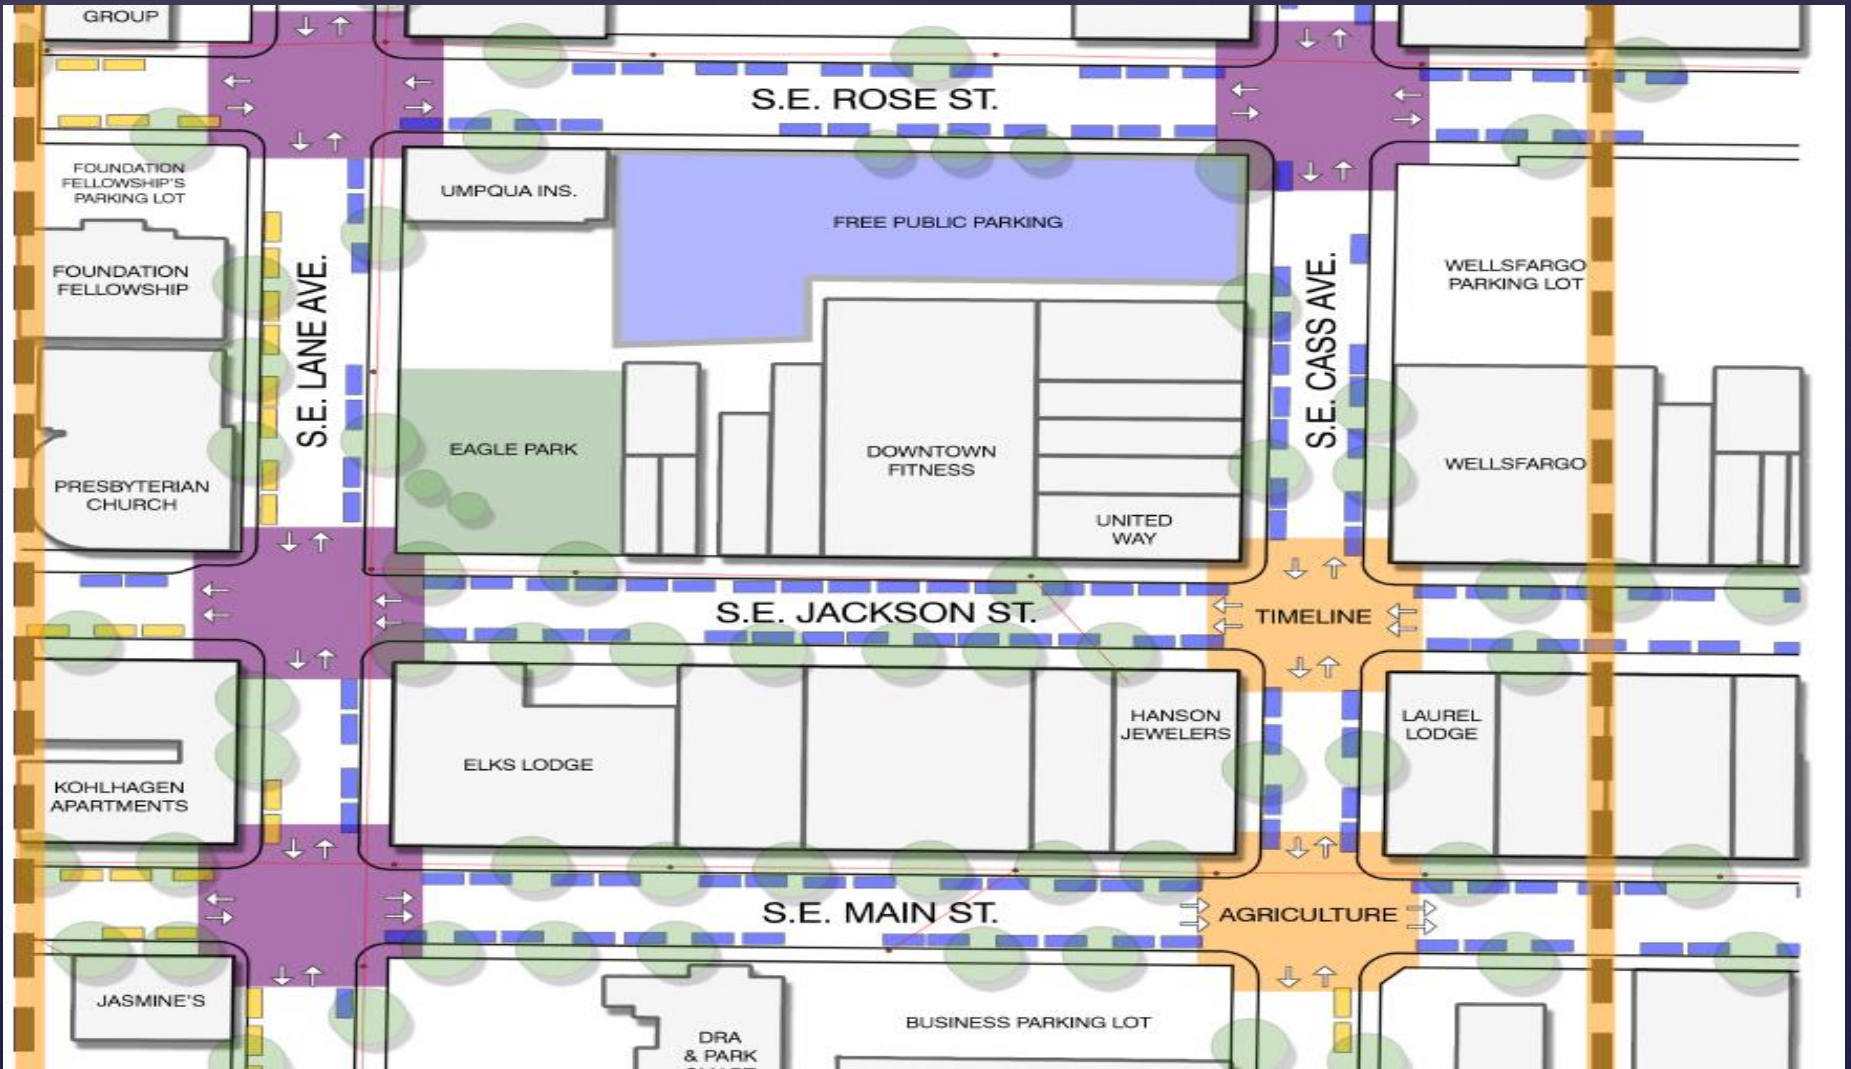 GROUP
S.E. ROSE ST.
FOUNDATION
FELLOWSHIP'S
PARKING LOT
UMPQUA INS.
FREE PUBLIC PARKING
FOUNDATION
FELLOWSHIP
S.E. LANE AVE.
S.E. CASS AVE.
WELLSFARGO
PARKING LOT
EAGLE PARK
DOWNTOWN
FITNESS
WELLSFARGO
PRESBYTERIAN
CHURCH
UNITED
WAY
S.E. JACKSON ST.
TIMELINE
HANSON
JEWELERS
LAUREL
LODGE
ELKS LODGE
KOHLHAGEN
APARTMENTS
S.E. MAIN ST.
AGRICULTURE
JASMINE'S
BUSINESS PARKING LOT
DRA
& PARK